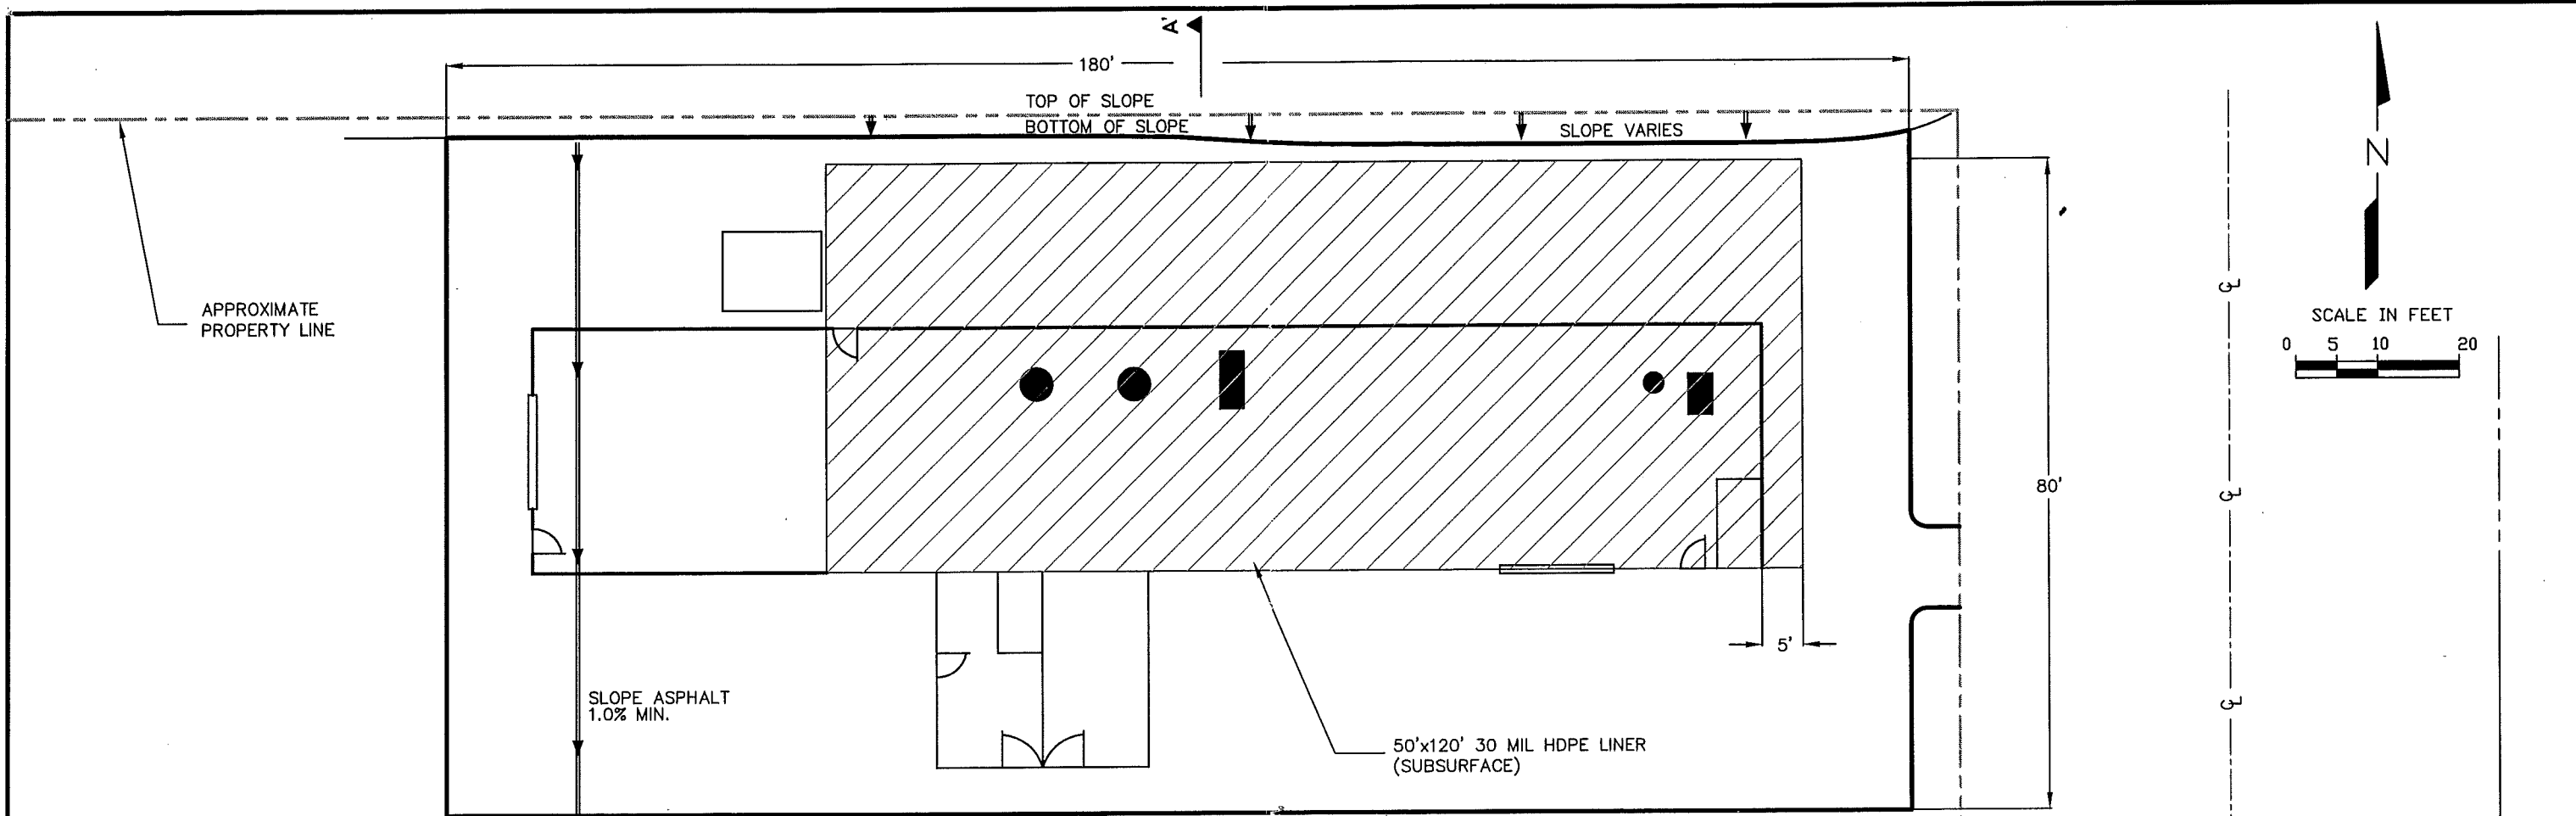 A'
180'
TOP OF SLOPE
BOTTOM OF SLOPE
SLOPE VARIES
N
APPROXIMATE
PROPERTY LINE
SCALE IN FEET
0 5 10 20
80'
5'
SLOPE ASPHALT
1.0% MIN.
50'x120' 30 MIL HDPE LINER
(SUBSURFACE)